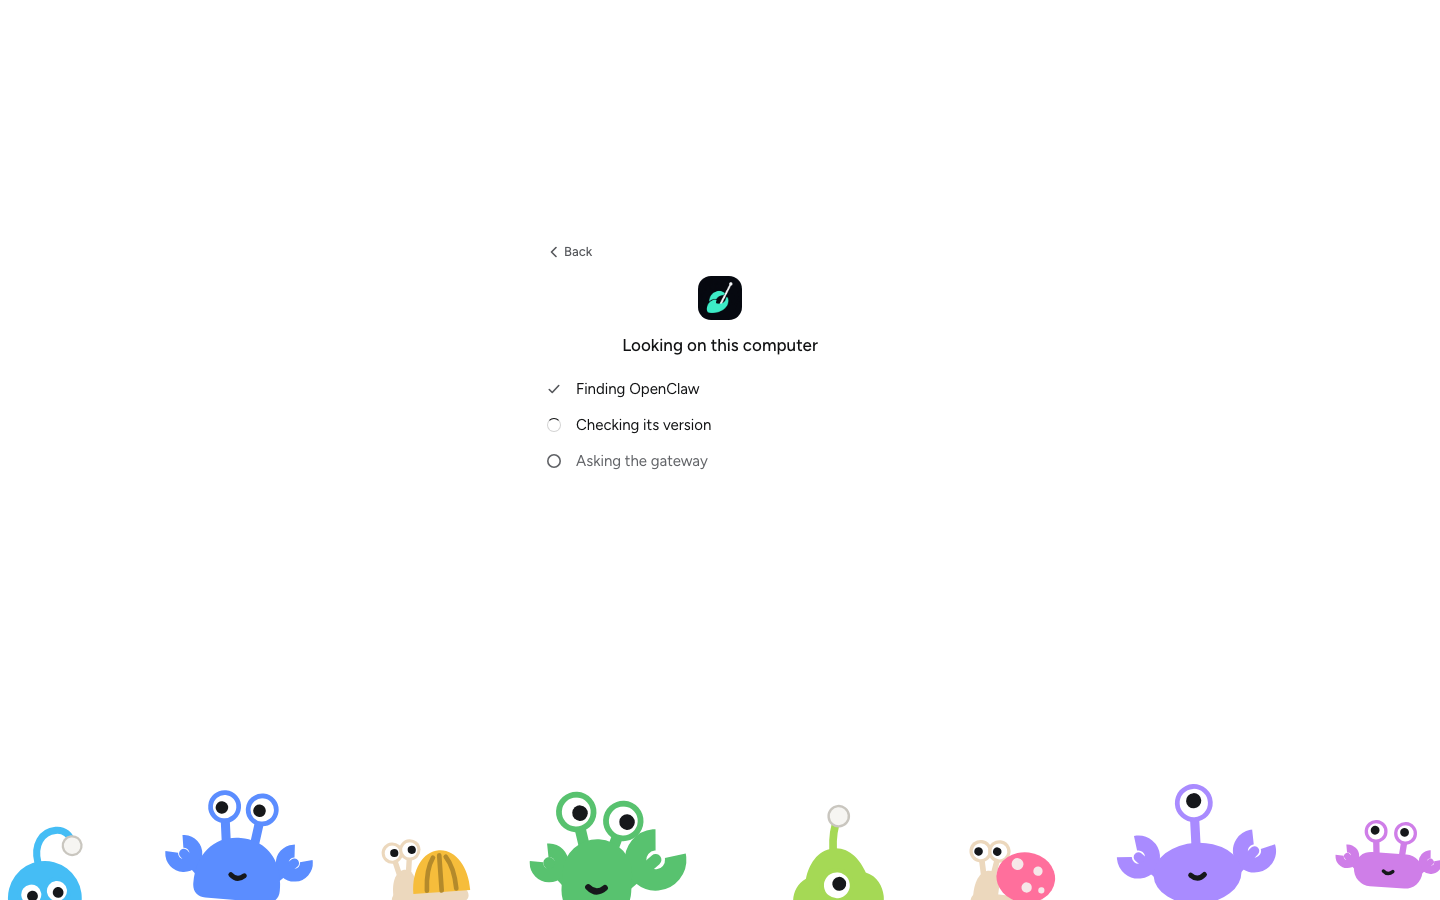 Back
Looking on this computer
Finding OpenClaw
Checking its version
Asking the gateway